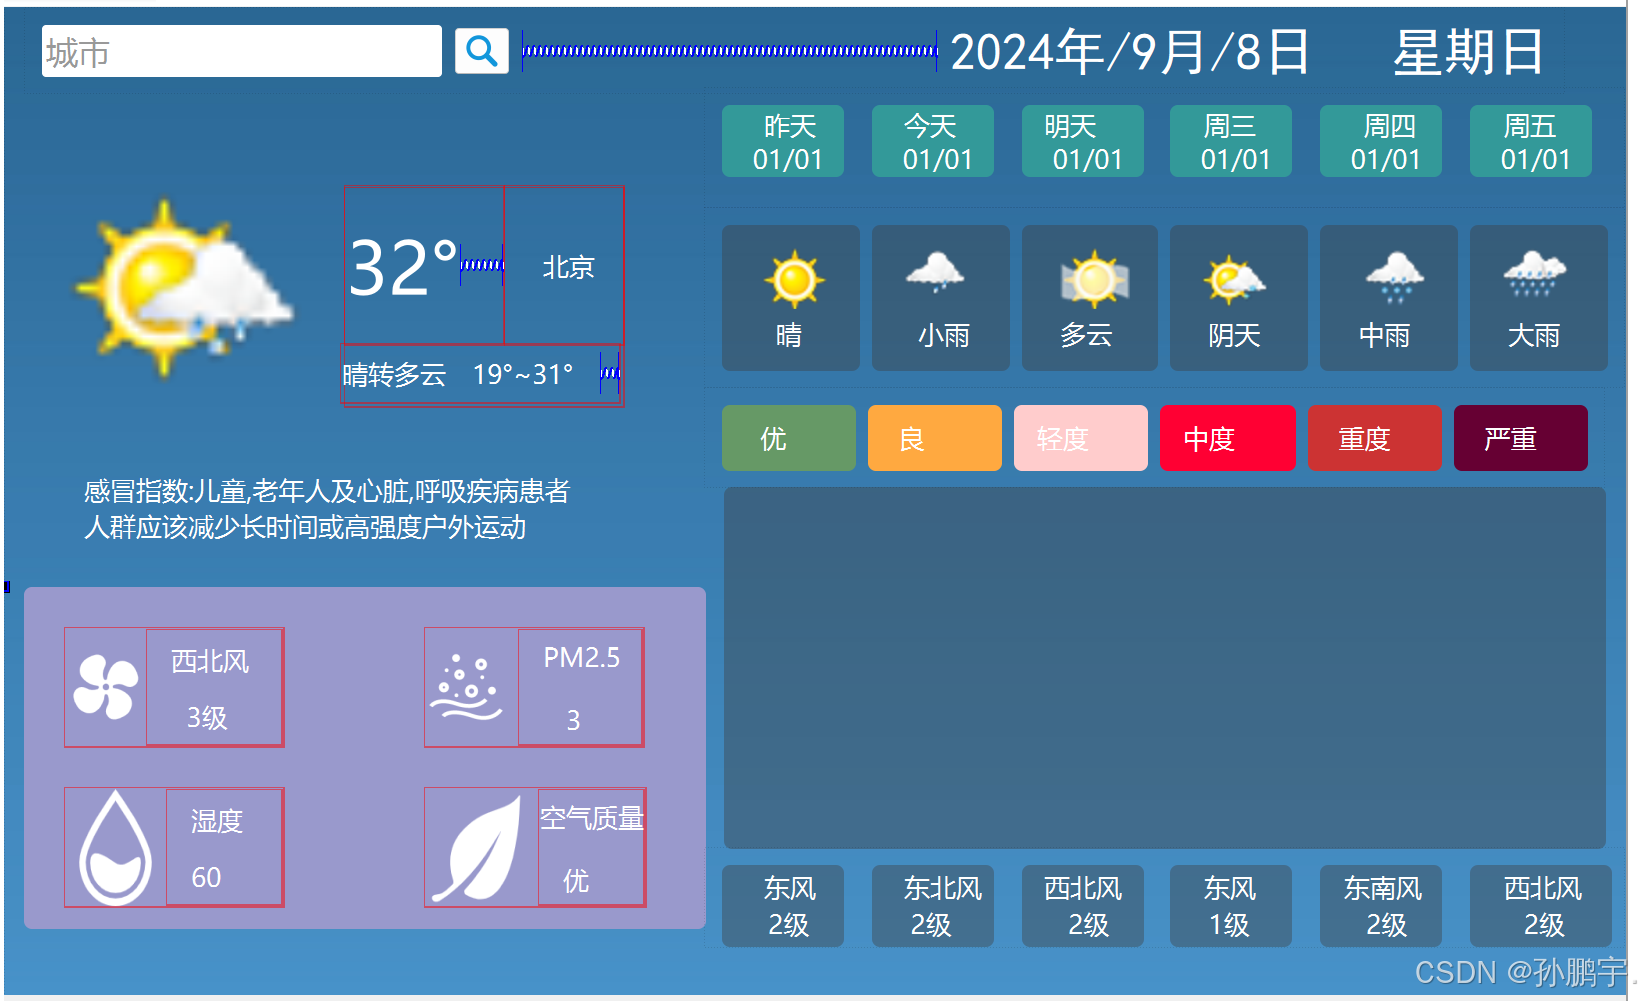 城市
2024年/9月/8日 星期日
昨天 今天 明天 周三 周四 周五
01/01 01/01 01/01 01/01 01/01 01/01
32° 北京
晴转多云 19°~31°
晴 小雨 多云 阴天 中雨 大雨
优 良 轻度 中度 重度 严重
感冒指数:儿童,老年人及心脏,呼吸疾病患者
人群应该减少长时间或高强度户外运动
西北风
3级
PM2.5
3
湿度
60
空气质量
优
东风 东北风 西北风 东风 东南风 西北风
2级 2级 2级 1级 2级 2级
CSDN @孙鹏宇